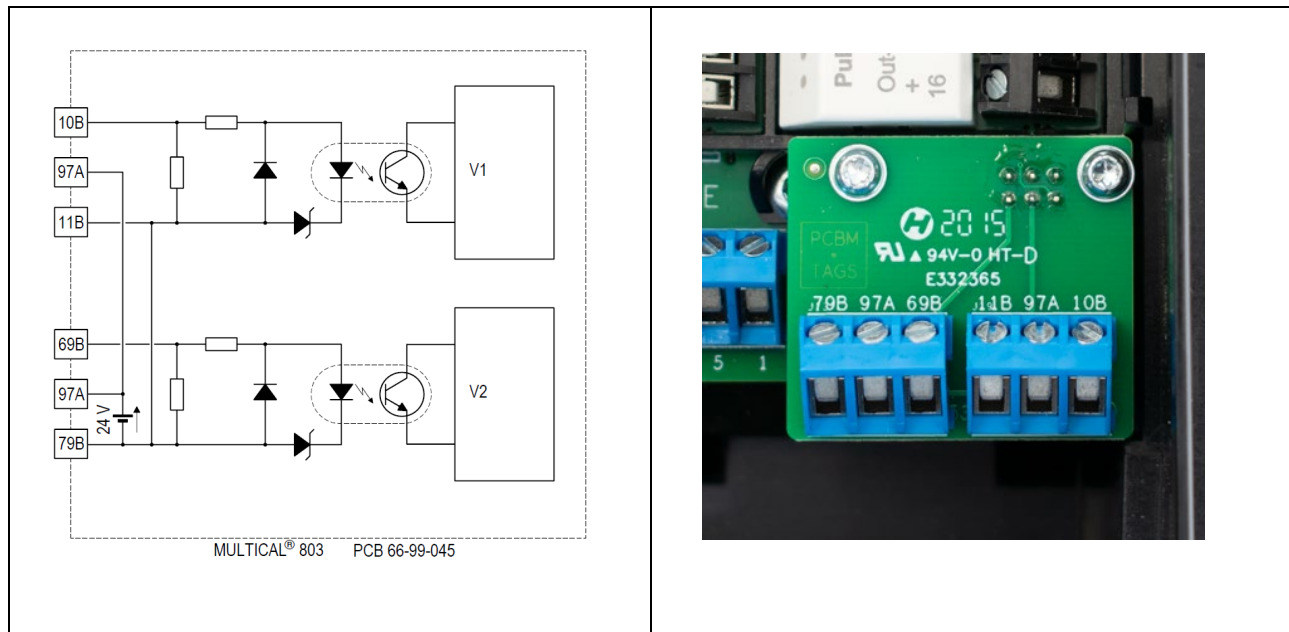 10B
97A
11B
V1
69B
97A
79B
24 V
V2
MULTICAL® 803 PCB 66-99-045
Out-
+
16
E
2015
PCBM
TAGS
94V-0 HT-D
E332365
79B 97A 69B 11B 97A 10B
5 1